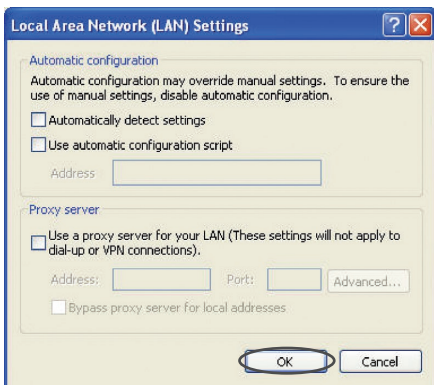 Local Area Network (LAN) Settings
Automatic configuration
Automatic configuration may override manual settings. To ensure the
use of manual settings, disable automatic configuration.
Automatically detect settings
Use automatic configuration script
Address
Proxy server
Use a proxy server for your LAN (These settings will not apply to
dial-up or VPN connections).
Address:
Port:
Advanced...
Bypass proxy server for local addresses
OK
Cancel